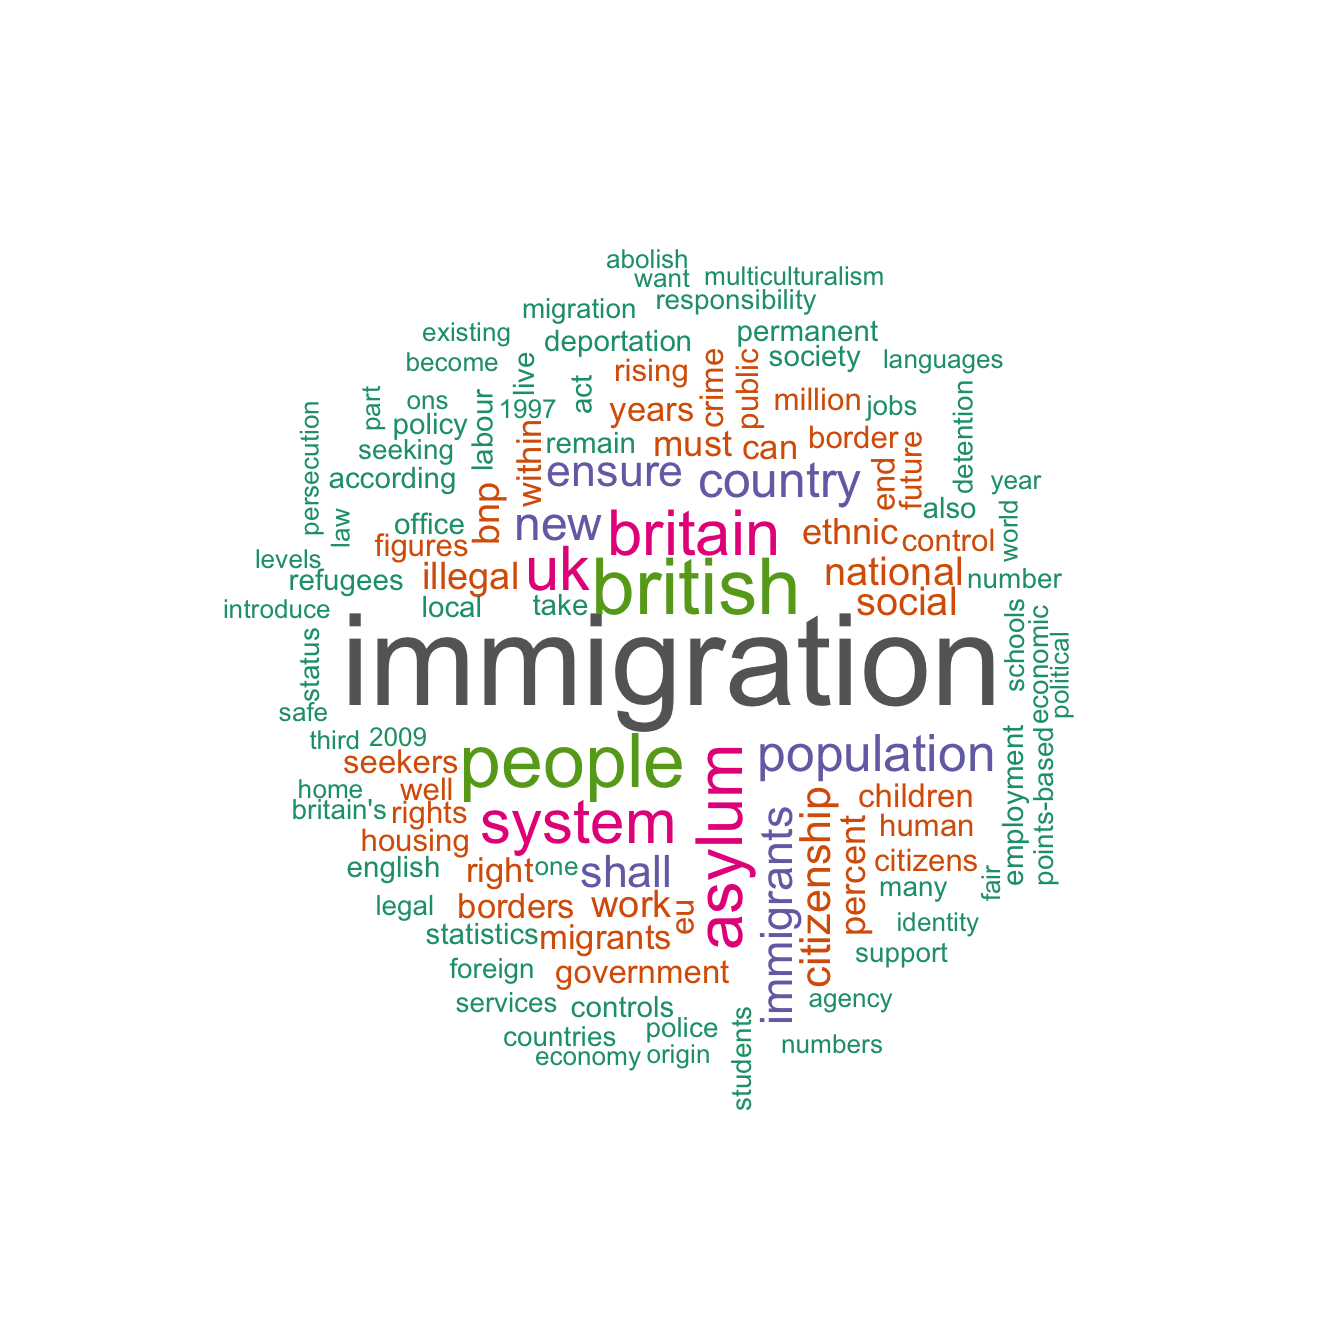 abolish
want
multiculturalism
migration
responsibility
existing
deportation
permanent
become
live
rising
crime
public
society
languages
part
ons
1997
act
years
million
jobs
persecution
policy
labour
remain
must
can
border
detention
seeking
within
ensure
country
end
future
year
according
law
office
bnp
new
britain
ethnic
also
control
world
figures
levels
refugees
illegal
uk
british
national
number
introduce
local
take
social
immigration
status
schools
economic
political
safe
third
2009
seekers
people
asylum
population
employment
points-based
home
well
britain's
rights
system
immigrants
citizenship
children
percent
human
housing
english
right
one
shall
citizens
fair
legal
borders
work
eu
many
identity
statistics
migrants
support
foreign
government
services
controls
agency
countries
police
students
numbers
economy
origin